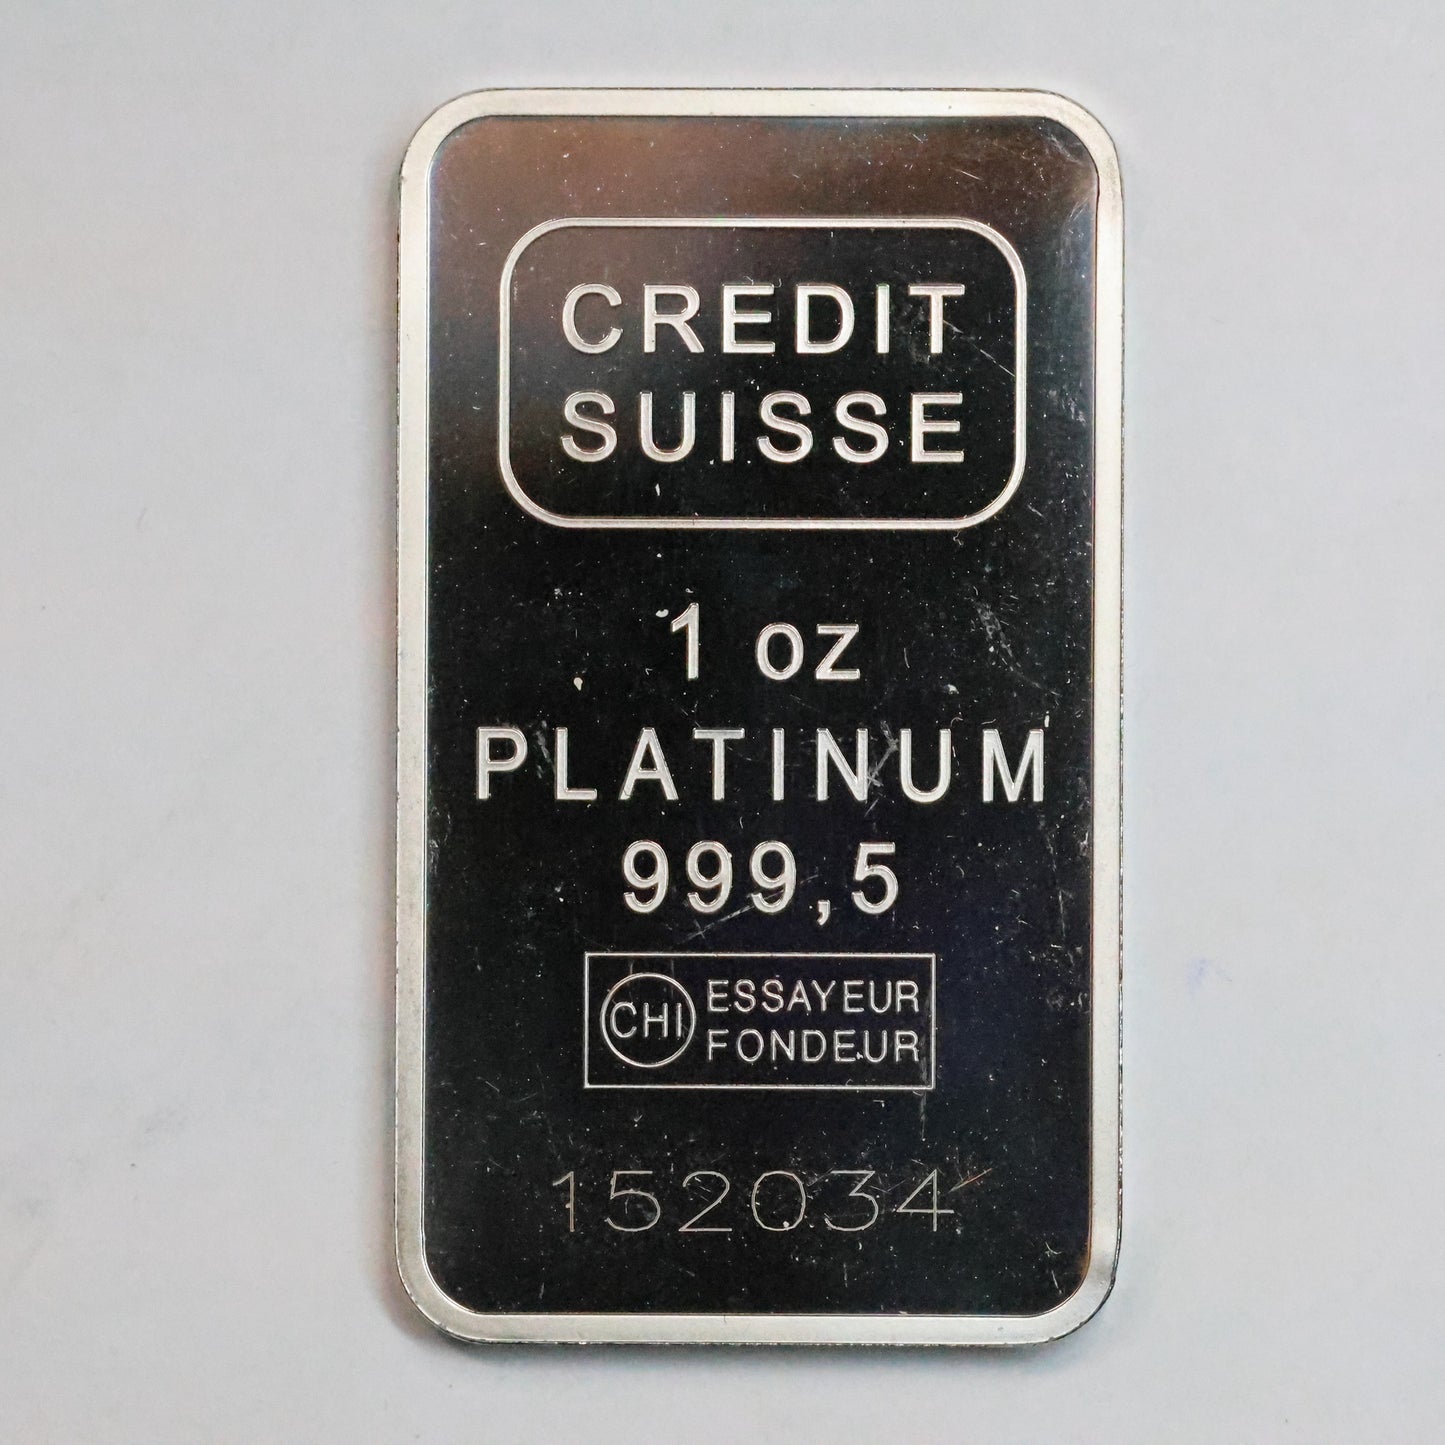 CREDIT
SUISSE
1 oz
PLATINUM
999,5
CHI ESSAYEUR
FONDEUR
152034